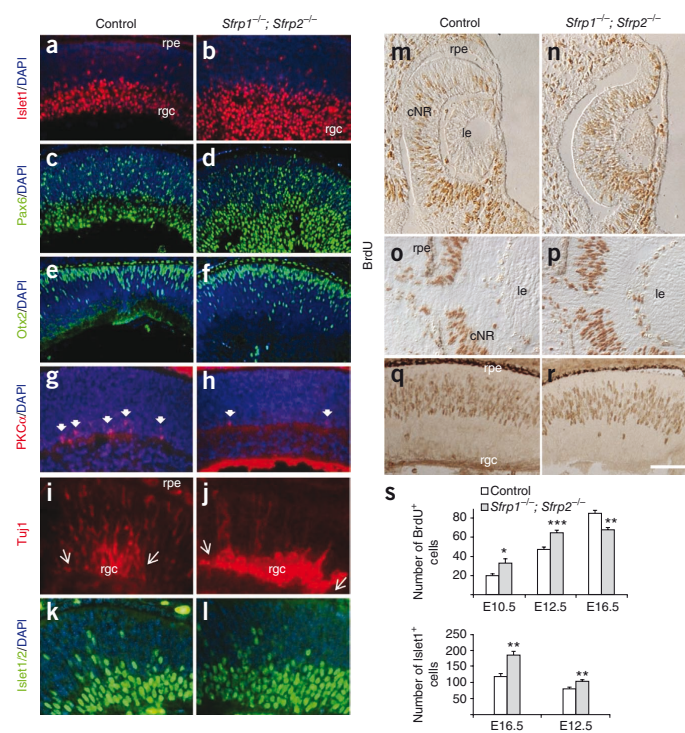 Control
Sfrp1–/–; Sfrp2–/–
Islet1/DAPI
a
rpe
rgc
b
rgc
Pax6/DAPI
c
d
Otx2/DAPI
e
f
PKCα/DAPI
g
h
Tuj1
i
rpe
rgc
j
rgc
Islet1/2/DAPI
k
l
Control
Sfrp1–/–; Sfrp2–/–
BrdU
m
rpe
cNR
le
n
o
rpe
le
cNR
p
le
q
rpe
rgc
r
s
Control
Sfrp1–/–; Sfrp2–/–
Number of BrdU+
cells
80
60
40
20
*
***
**
E10.5
E12.5
E16.5
Number of Islet1+
cells
250
200
150
100
50
**
**
E16.5
E12.5